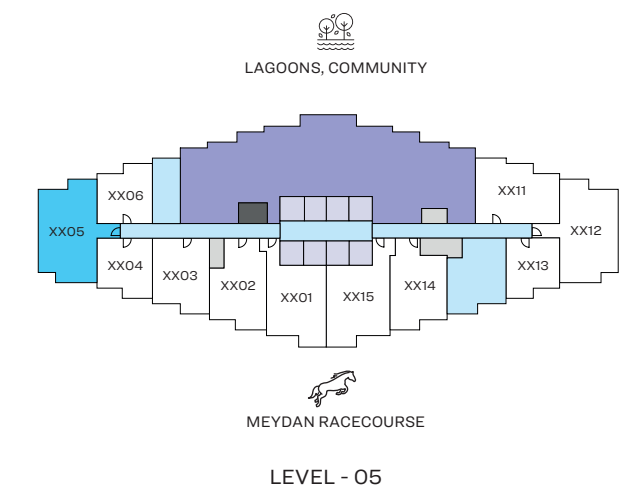 LAGOONS, COMMUNITY
XX11
XX06
XX05
XX12
XX04
XX13
XX03
XX02
XX14
XX01
XX15
MEYDAN RACECOURSE
LEVEL - 05